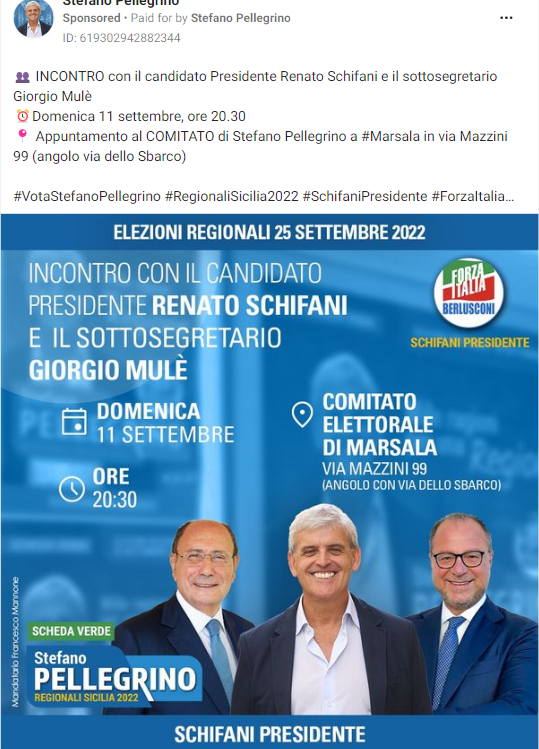 Stefano Pellegrino
Sponsored • Paid for by Stefano Pellegrino
ID: 619302942882344
👥 INCONTRO con il candidato Presidente Renato Schifani e il sottosegretario
Giorgio Mulè
⏰Domenica 11 settembre, ore 20.30
📍 Appuntamento al COMITATO di Stefano Pellegrino a #Marsala in via Mazzini
99 (angolo via dello Sbarco)
#VotaStefanoPellegrino #RegionaliSicilia2022 #SchifaniPresidente #ForzaItalia...
ELEZIONI REGIONALI 25 SETTEMBRE 2022
INCONTRO CON IL CANDIDATO
PRESIDENTE RENATO SCHIFANI
E IL SOTTOSEGRETARIO
GIORGIO MULÈ
FORZA
ITALIA
BERLUSCONI
SCHIFANI PRESIDENTE
DOMENICA
11 SETTEMBRE
ORE
20:30
COMITATO
ELETTORALE
DI MARSALA
VIA MAZZINI 99
(ANGOLO CON VIA DELLO SBARCO)
Mandatario Francesco Mannone
SCHEDA VERDE
Stefano
PELLEGRINO
REGIONALI SICILIA 2022
SCHIFANI PRESIDENTE